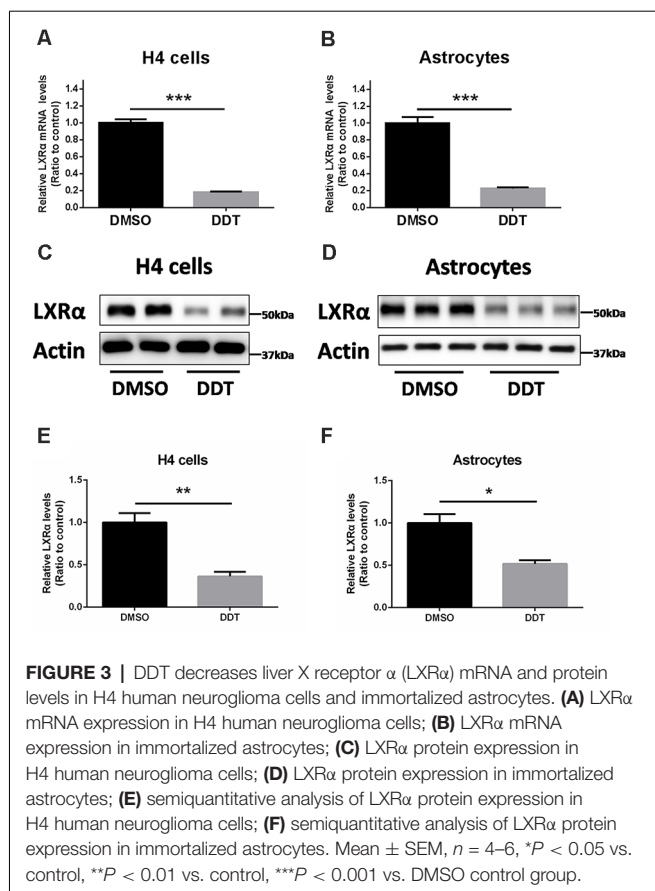 A
H4 cells
Relative LXRα mRNA levels
(Ratio to control)
1.4
1.2
1.0
0.8
0.6
0.4
0.2
0.0
***
DMSO
DDT
B
Astrocytes
Relative LXRα mRNA levels
(Ratio to control)
1.4
1.2
1.0
0.8
0.6
0.4
0.2
0.0
***
DMSO
DDT
C
H4 cells
LXRα
50kDa
Actin
37kDa
DMSO
DDT
D
Astrocytes
LXRα
50kDa
Actin
37kDa
DMSO
DDT
E
H4 cells
Relative LXRα levels
(Ratio to control)
1.5
1.0
0.5
0.0
**
DMSO
DDT
F
Astrocytes
Relative LXRα levels
(Ratio to control)
1.5
1.0
0.5
0.0
*
DMSO
DDT
FIGURE 3 | DDT decreases liver X receptor α (LXRα) mRNA and protein
levels in H4 human neuroglioma cells and immortalized astrocytes. (A) LXRα
mRNA expression in H4 human neuroglioma cells; (B) LXRα mRNA
expression in immortalized astrocytes; (C) LXRα protein expression in
H4 human neuroglioma cells; (D) LXRα protein expression in immortalized
astrocytes; (E) semiquantitative analysis of LXRα protein expression in
H4 human neuroglioma cells; (F) semiquantitative analysis of LXRα protein
expression in immortalized astrocytes. Mean ± SEM, n = 4–6, *P < 0.05 vs.
control, **P < 0.01 vs. control, ***P < 0.001 vs. DMSO control group.